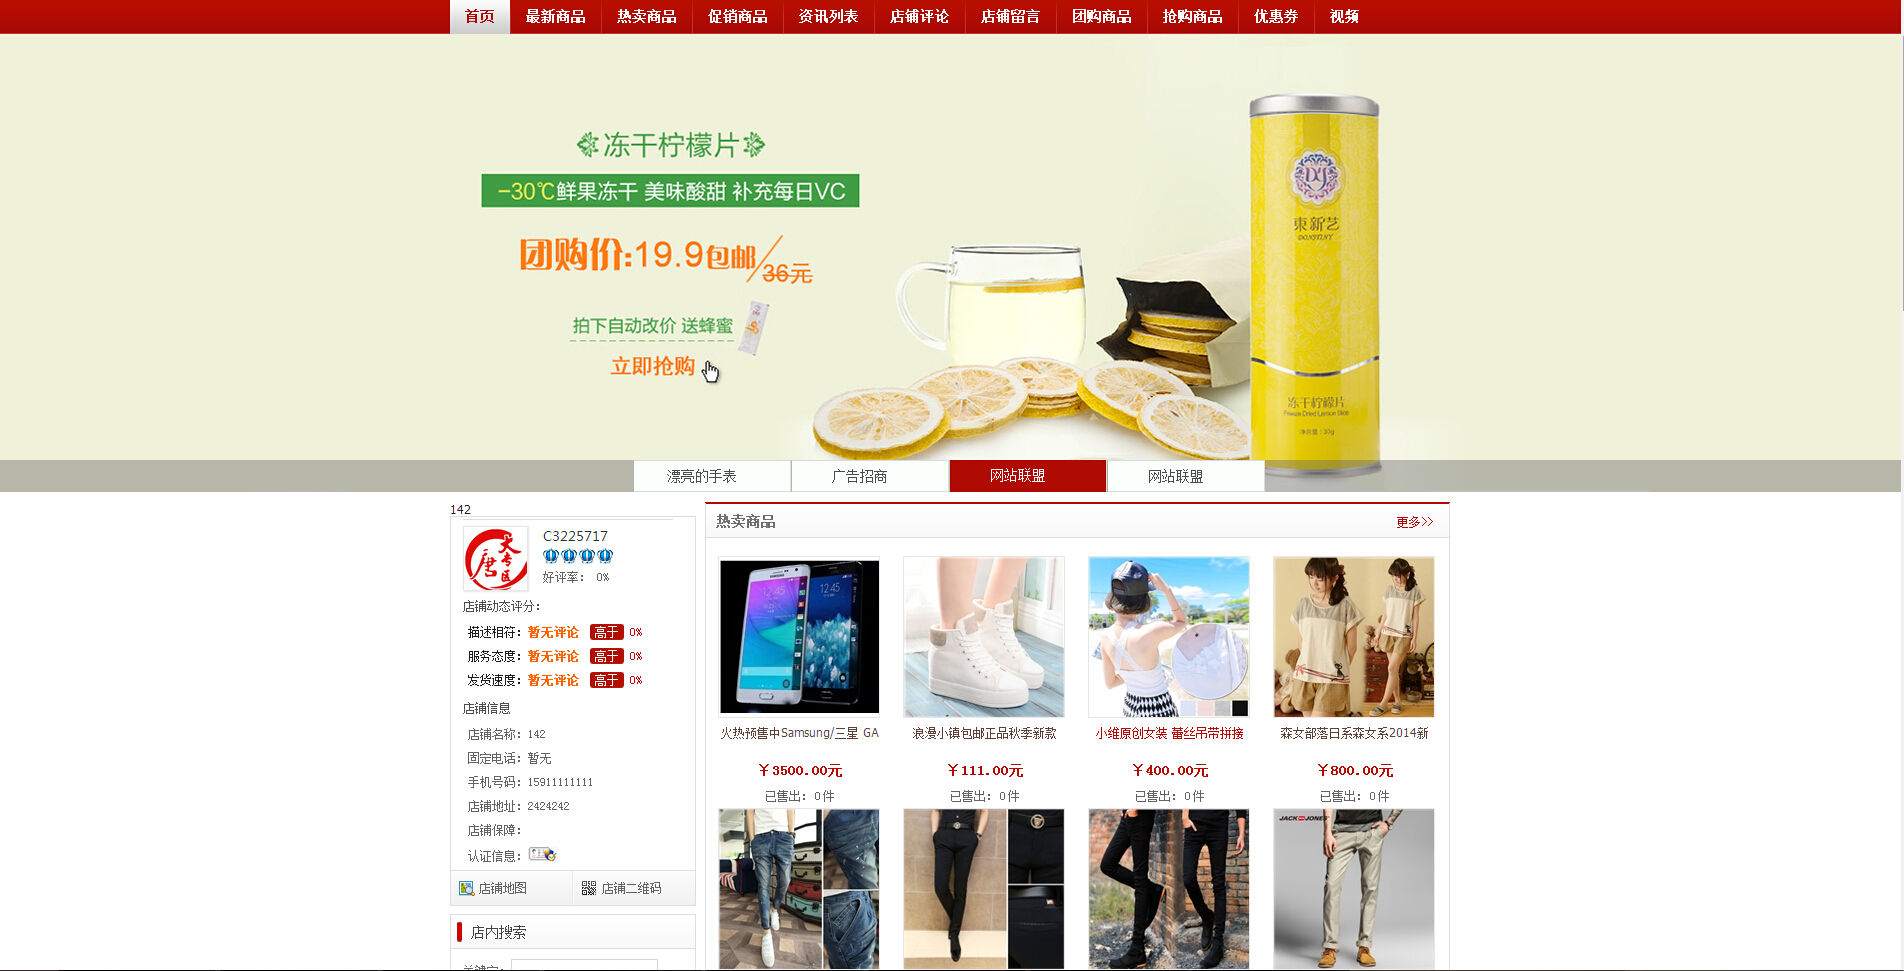 首页 最新商品 热卖商品 促销商品 资讯列表 店铺评论 店铺留言 团购商品 抢购商品 优惠券 视频
冻干柠檬片
-30℃鲜果冻干 美味酸甜 补充每日VC
团购价:19.9包邮/36元
拍下自动改价 送蜂蜜
立即抢购
東新艺
冻干柠檬片
Freeze Dried Lemon Slice
漂亮的手表 广告招商 网站联盟 网站联盟
142
C3225717
好评率： 0%
店铺动态评分：
描述相符：暂无评论 高于 0%
服务态度：暂无评论 高于 0%
发货速度：暂无评论 高于 0%
店铺信息
店铺名称：142
固定电话：暂无
手机号码：15911111111
店铺地址：2424242
店铺保障：
认证信息：
店铺地图 店铺二维码
店内搜索
热卖商品 更多>>
火热预售中Samsung/三星 GA
￥3500.00元
已售出：0件
浪漫小镇包邮正品秋季新款
￥111.00元
已售出：0件
小维原创女装 蕾丝吊带拼接
￥400.00元
已售出：0件
森女部落日系森女系2014新
￥800.00元
已售出：0件
JACK JONES